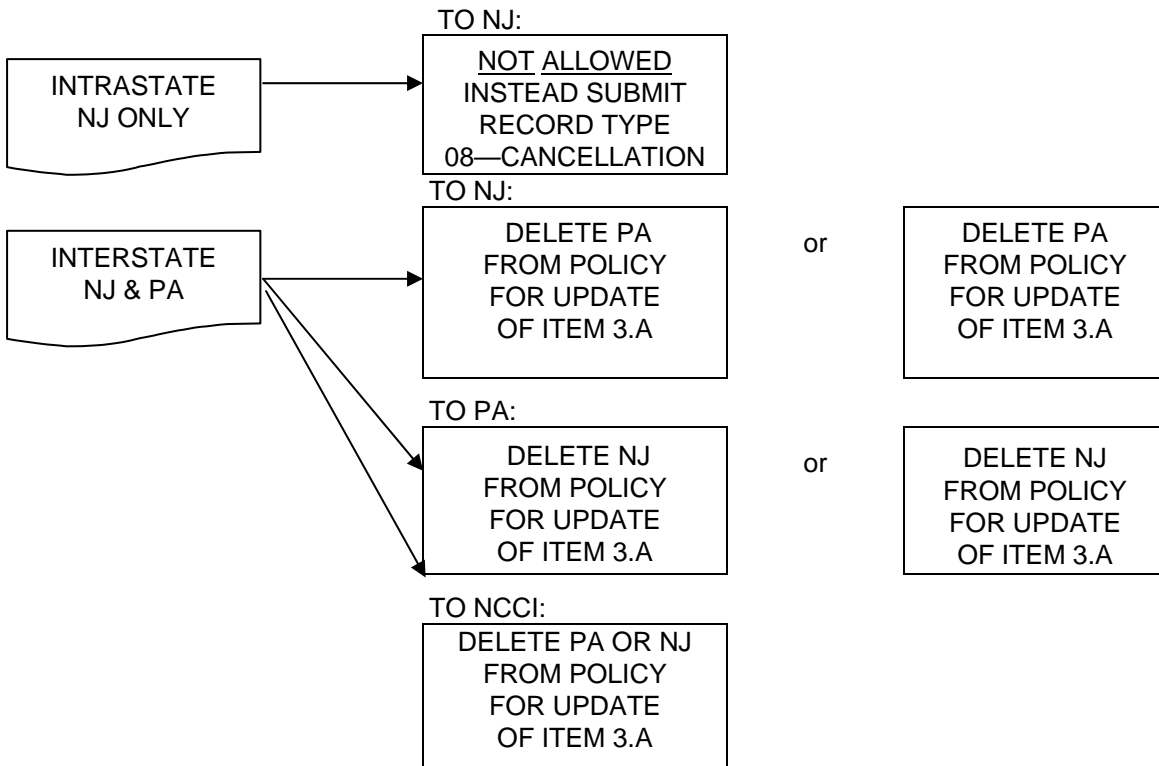 TO NJ:
INTRASTATE
NJ ONLY
NOT ALLOWED
INSTEAD SUBMIT
RECORD TYPE
08—CANCELLATION
TO NJ:
INTERSTATE
NJ & PA
DELETE PA
FROM POLICY
FOR UPDATE
OF ITEM 3.A
or
DELETE PA
FROM POLICY
FOR UPDATE
OF ITEM 3.A
TO PA:
DELETE NJ
FROM POLICY
FOR UPDATE
OF ITEM 3.A
or
DELETE NJ
FROM POLICY
FOR UPDATE
OF ITEM 3.A
TO NCCI:
DELETE PA OR NJ
FROM POLICY
FOR UPDATE
OF ITEM 3.A